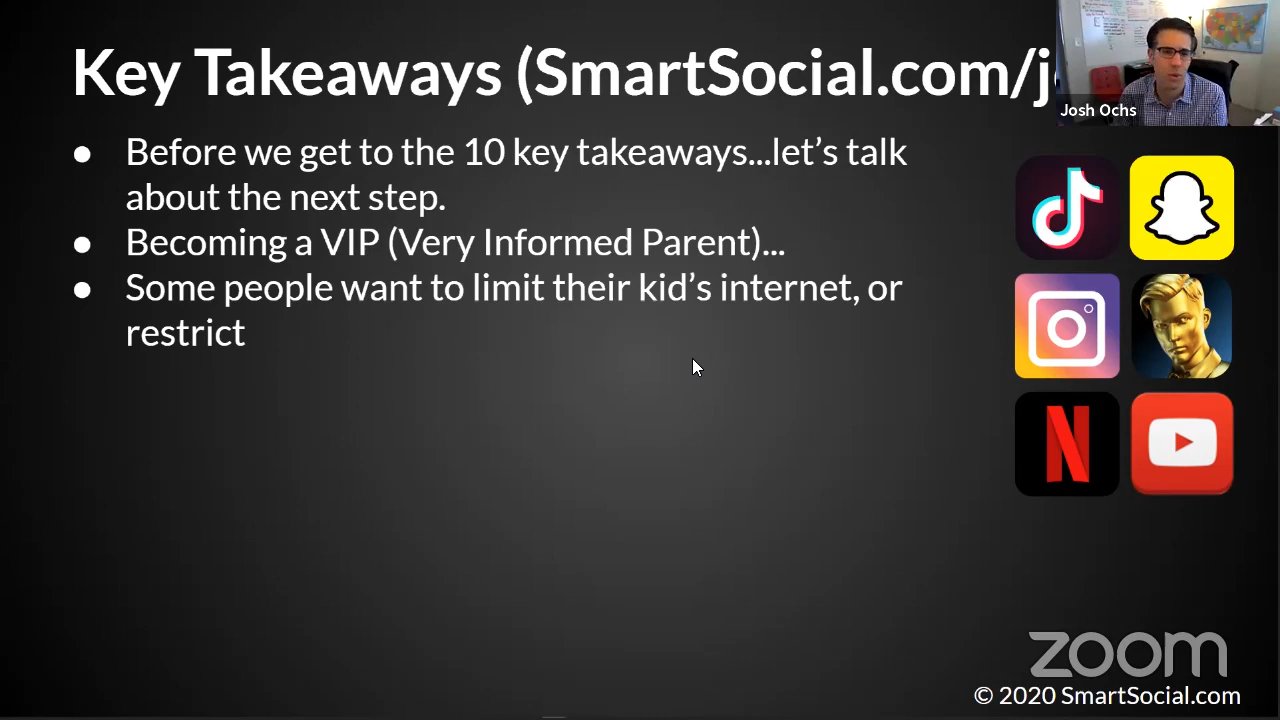 Key Takeaways (SmartSocial.com/j
Josh Ochs
● Before we get to the 10 key takeaways...let's talk
about the next step.
● Becoming a VIP (Very Informed Parent)...
● Some people want to limit their kid's internet, or
restrict
zoom
© 2020 SmartSocial.com